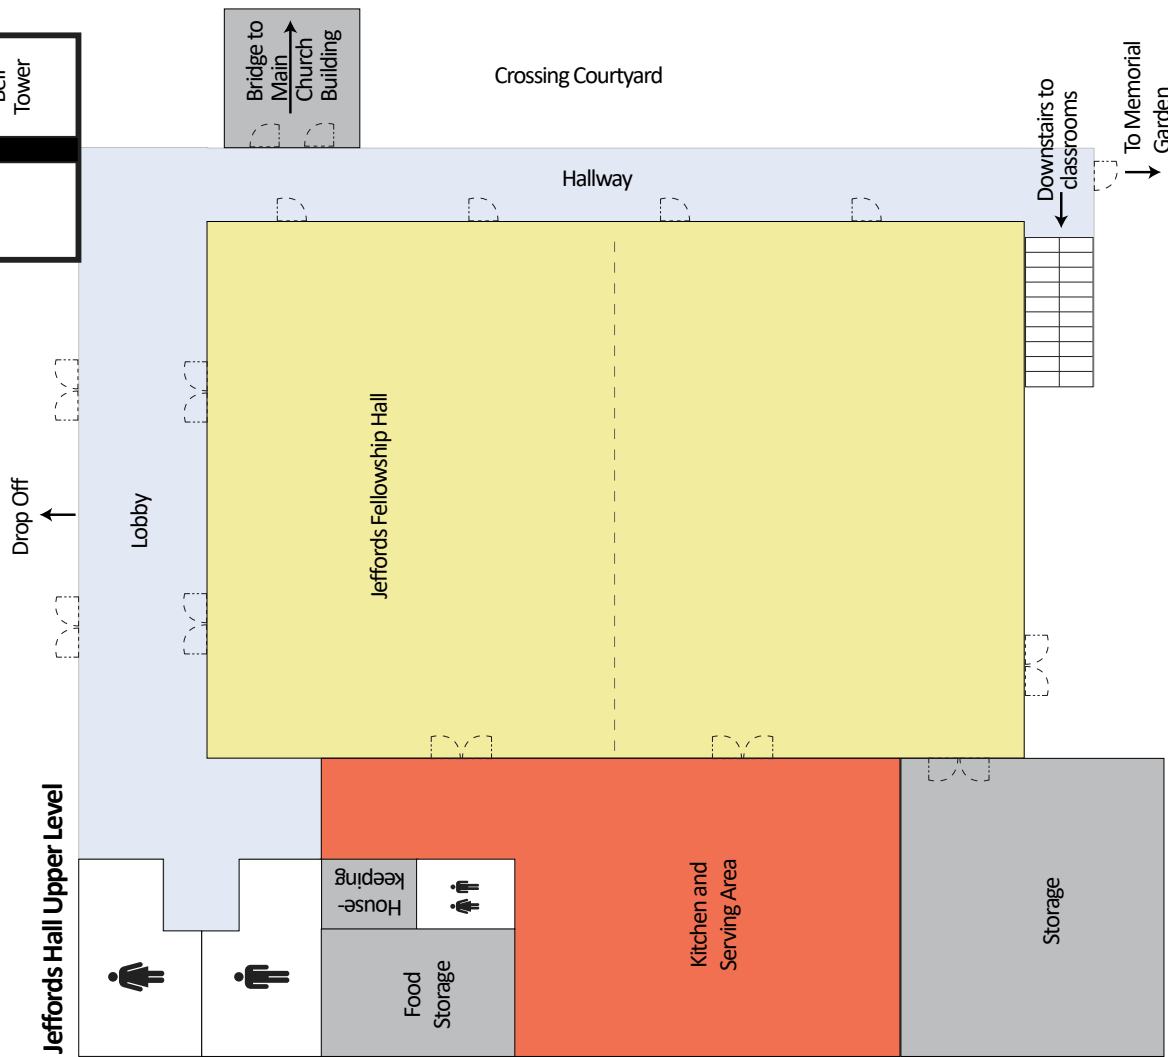 Jeffords Hall Upper Level
Tower
Bridge to
Main
Church
Building
Crossing Courtyard
Drop Off
Lobby
Hallway
Downstairs to
classrooms
To Memorial
Garden
Jeffords Fellowship Hall
House-
keeping
Food
Storage
Kitchen and
Serving Area
Storage